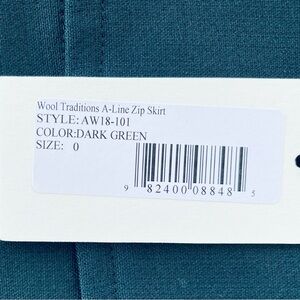 Wool Traditions A-Line Zip Skirt
STYLE: AW18-101
COLOR:DARK GREEN
SIZE: 0
9 82400 08848 5